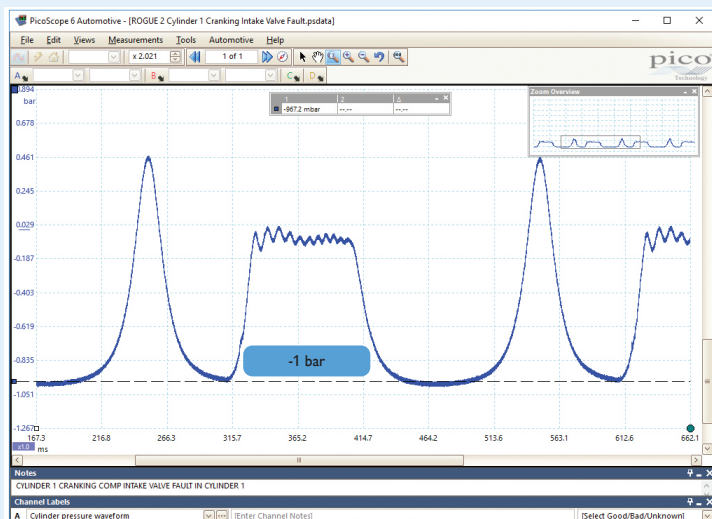 PicoScope 6 Automotive - [ROGUE 2 Cylinder 1 Cranking Intake Valve Fault.psdata]
File Edit Views Measurements Tools Automotive Help
x 2.021 1 of 1
pico
Technology
A B C D
0.894
bar
0.678
0.461
0.245
0.029
-0.187
-0.403
-0.619
-0.835
-1.051
-1.267
1 2 Δ
-967.2 mbar --.-- --.--
Zoom Overview
-1 bar
167.3 216.8 266.3 315.7 365.2 414.7 464.2 513.6 563.1 612.6 662.1
x1.0 ms
Notes
CYLINDER 1 CRANKING COMP INTAKE VALVE FAULT IN CYLINDER 1
Channel Labels
A Cylinder pressure waveform [Enter Channel Notes] [Select Good/Bad/Unknown]